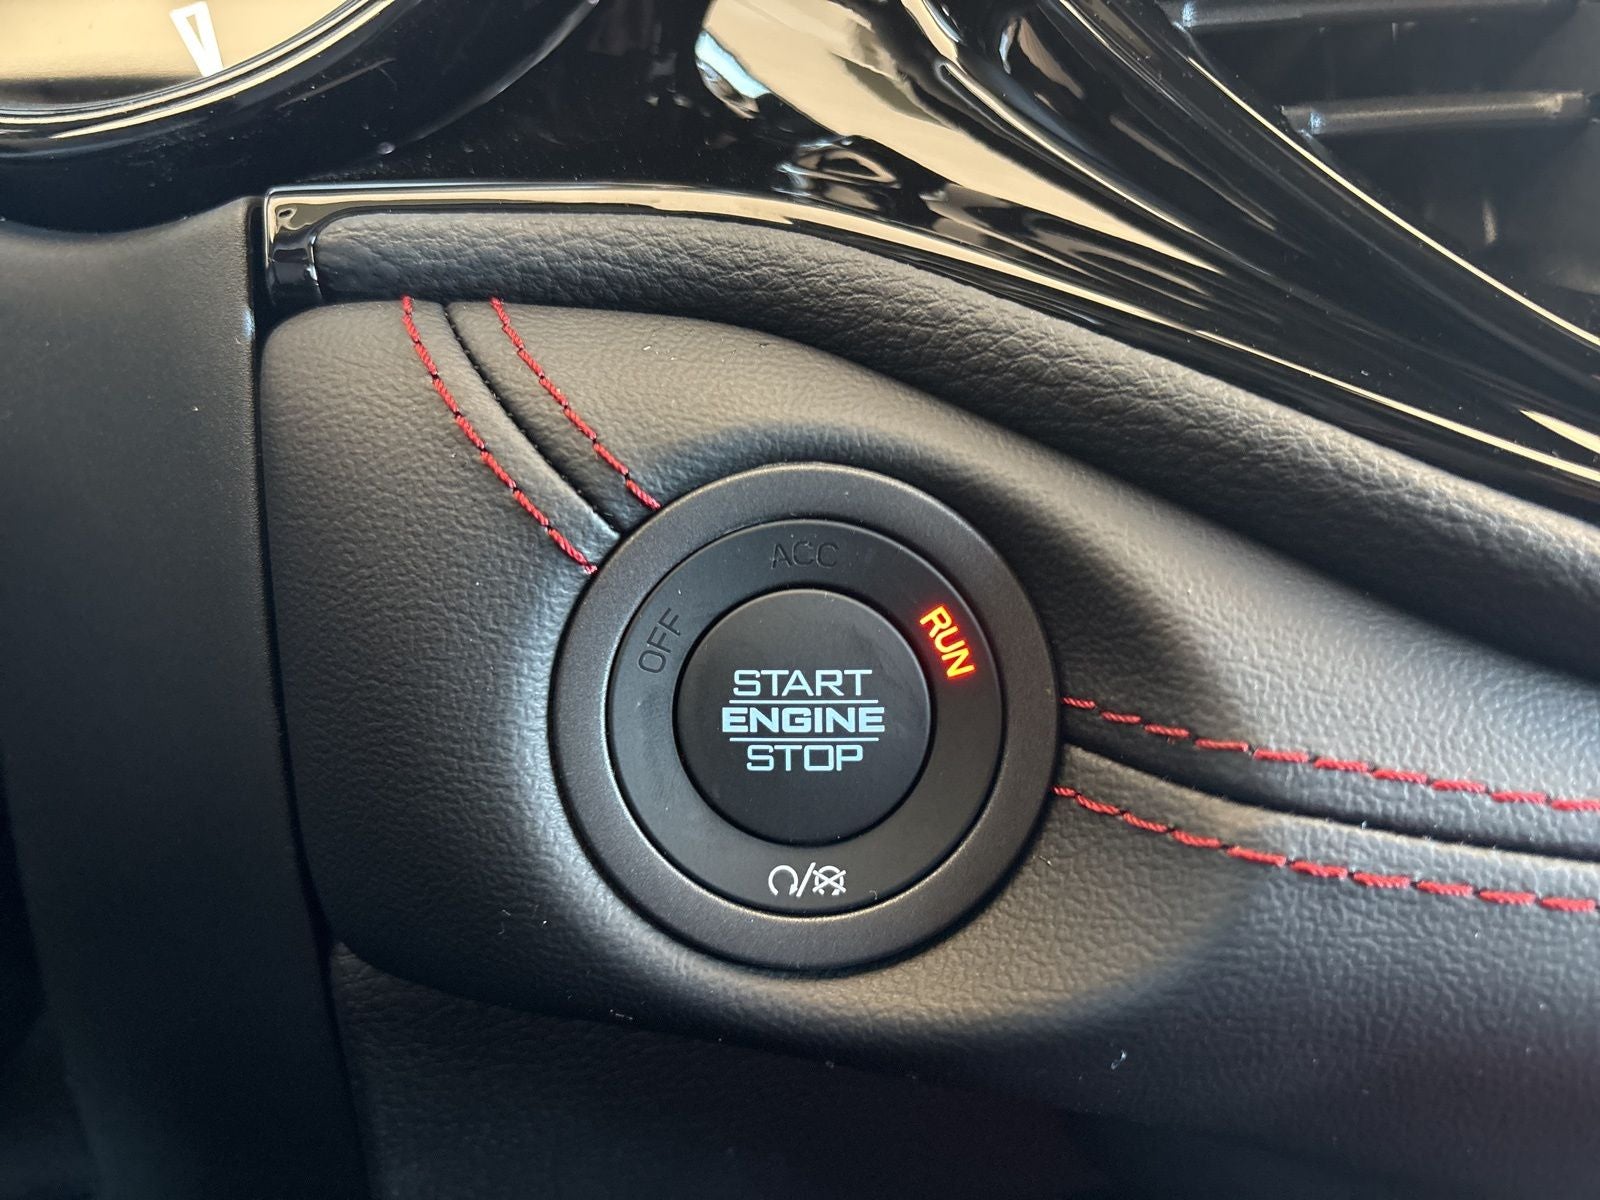 ACC
OFF
RUN
START
ENGINE
STOP